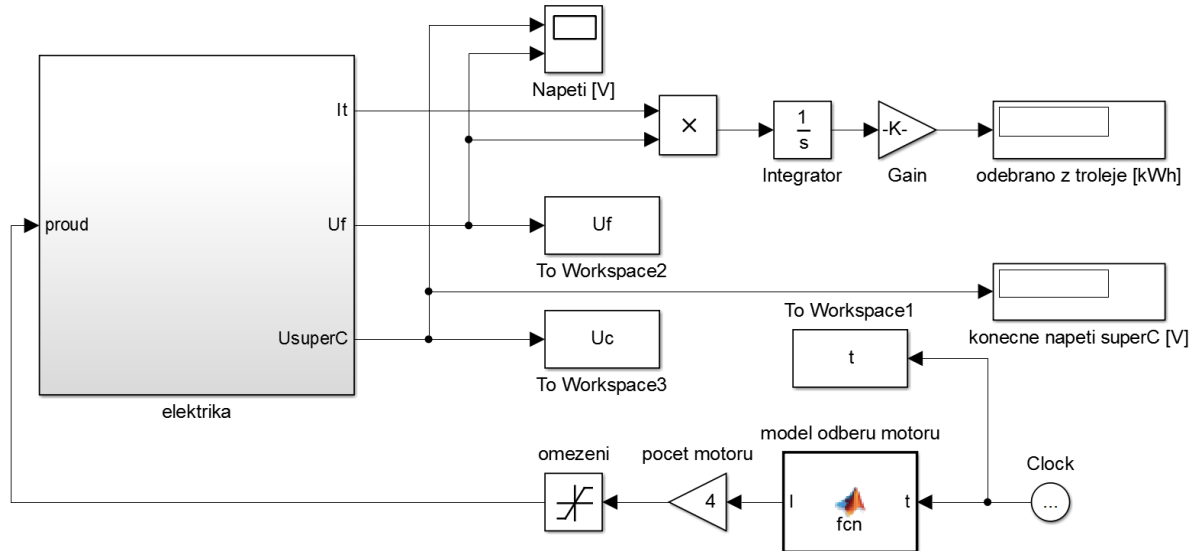 Napeti [V]
It
×
1
s
Integrator
-K-
Gain
odebrano z troleje [kWh]
proud
Uf
Uf
To Workspace2
UsuperC
Uc
To Workspace3
konecne napeti superC [V]
To Workspace1
t
elektrika
omezeni
pocet motoru
4
model odberu motoru
I
fcn
t
Clock
...